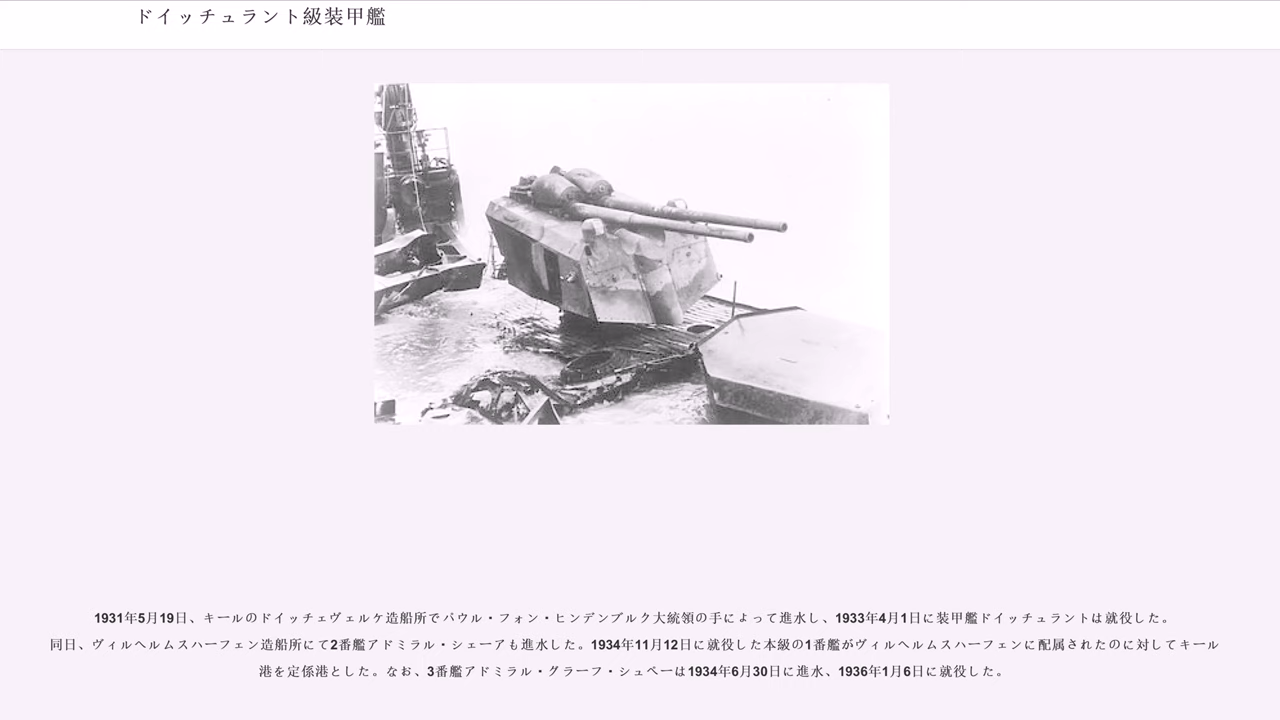 ドイッチュラント級装甲艦
1931年5月19日、キールのドイッチェヴェルケ造船所でパウル・フォン・ヒンデンブルク大統領の手によって進水し、1933年4月1日に装甲艦ドイッチュラントは就役した。
同日、ヴィルヘルムスハーフェン造船所にて2番艦アドミラル・シェーアも進水した。1934年11月12日に就役した本級の1番艦がヴィルヘルムスハーフェンに配属されたのに対してキール
港を定係港とした。なお、3番艦アドミラル・グラーフ・シュペーは1934年6月30日に進水、1936年1月6日に就役した。